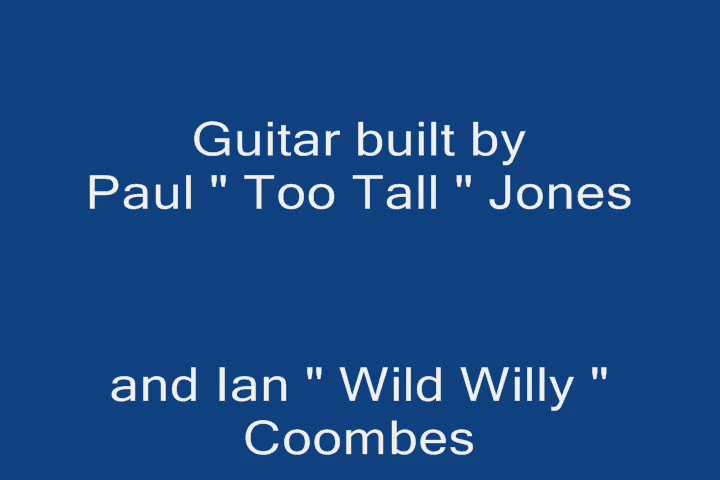 Guitar built by
Paul " Too Tall " Jones
and Ian " Wild Willy "
Coombes